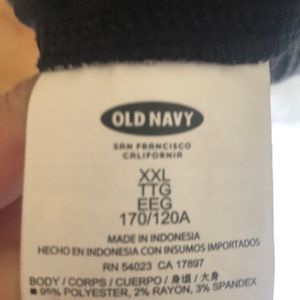 OLD NAVY
SAN FRANCISCO
CALIFORNIA
XXL
TTG
EEG
170/120A
MADE IN INDONESIA
HECHO EN INDONESIA CON INSUMOS IMPORTADOS
RN 54023 CA 17897
BODY / CORPS / CUERPO / 身頃 / 大身
95% POLYESTER, 2% RAYON, 3% SPANDEX